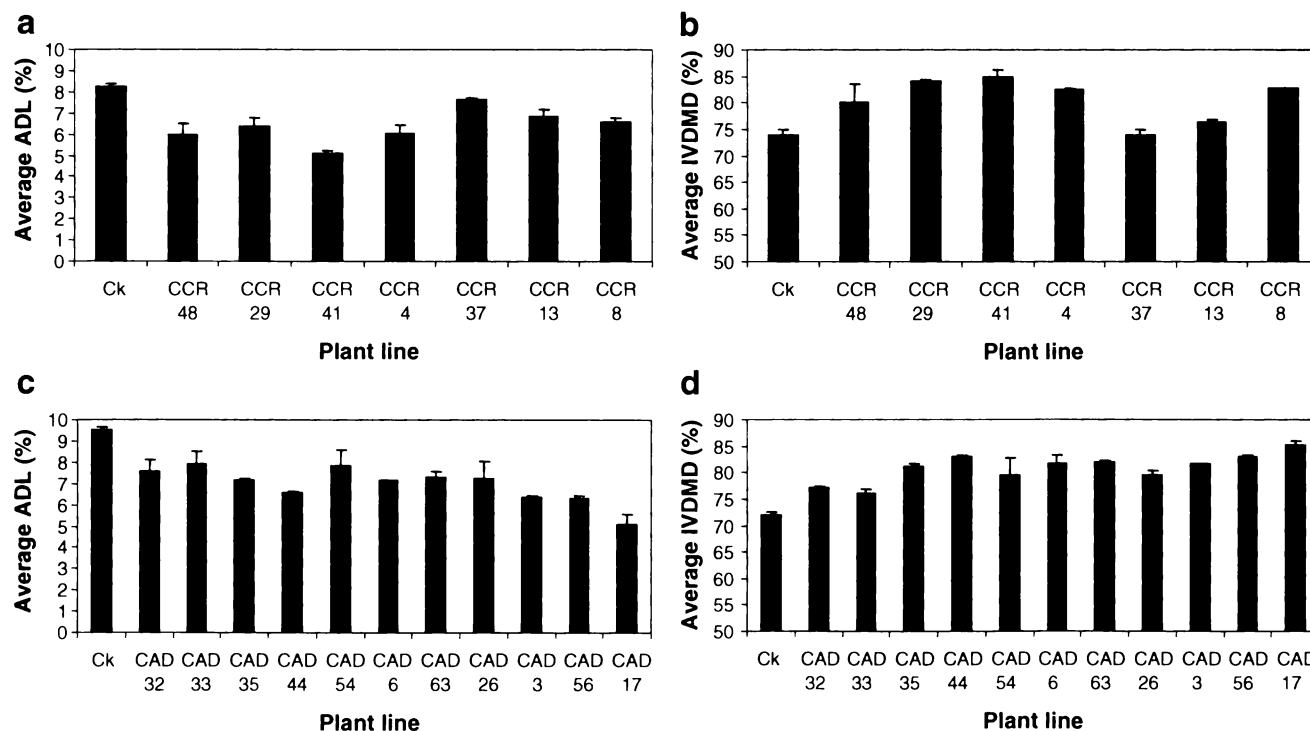 a
Average ADL (%)
10
9
8
7
6
5
4
3
2
1
0
Ck CCR CCR CCR CCR CCR CCR CCR
48 29 41 4 37 13 8
Plant line
b
Average IVDMD (%)
90
85
80
75
70
65
60
55
50
Ck CCR CCR CCR CCR CCR CCR CCR
48 29 41 4 37 13 8
Plant line
c
Average ADL (%)
10
9
8
7
6
5
4
3
2
1
0
Ck CAD CAD CAD CAD CAD CAD CAD CAD CAD CAD CAD
32 33 35 44 54 6 63 26 3 56 17
Plant line
d
Average IVDMD (%)
90
85
80
75
70
65
60
55
50
Ck CAD CAD CAD CAD CAD CAD CAD CAD CAD CAD CAD
32 33 35 44 54 6 63 26 3 56 17
Plant line